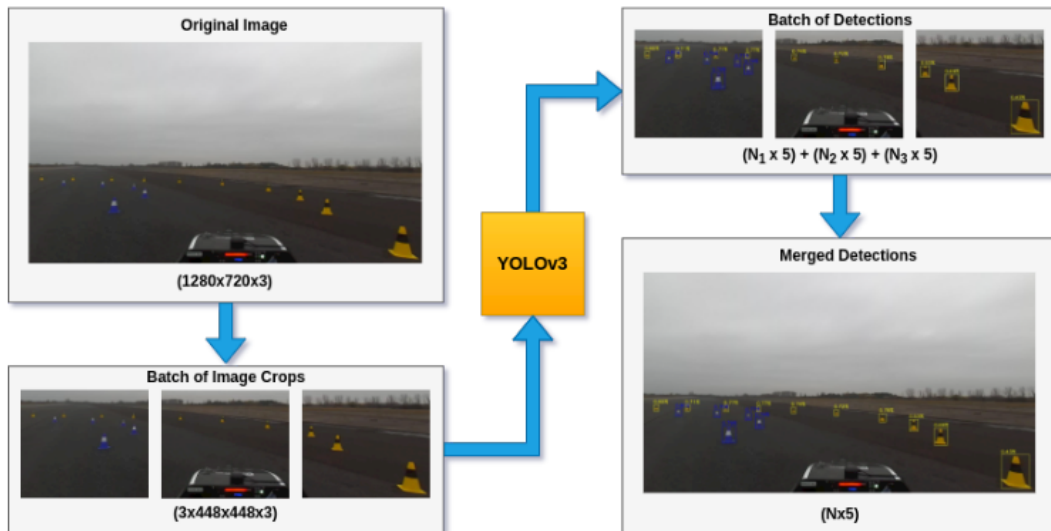 Original Image
(1280x720x3)
Batch of Image Crops
(3x448x448x3)
YOLOv3
Batch of Detections
(N₁ x 5) + (N₂ x 5) + (N₃ x 5)
Merged Detections
(Nx5)